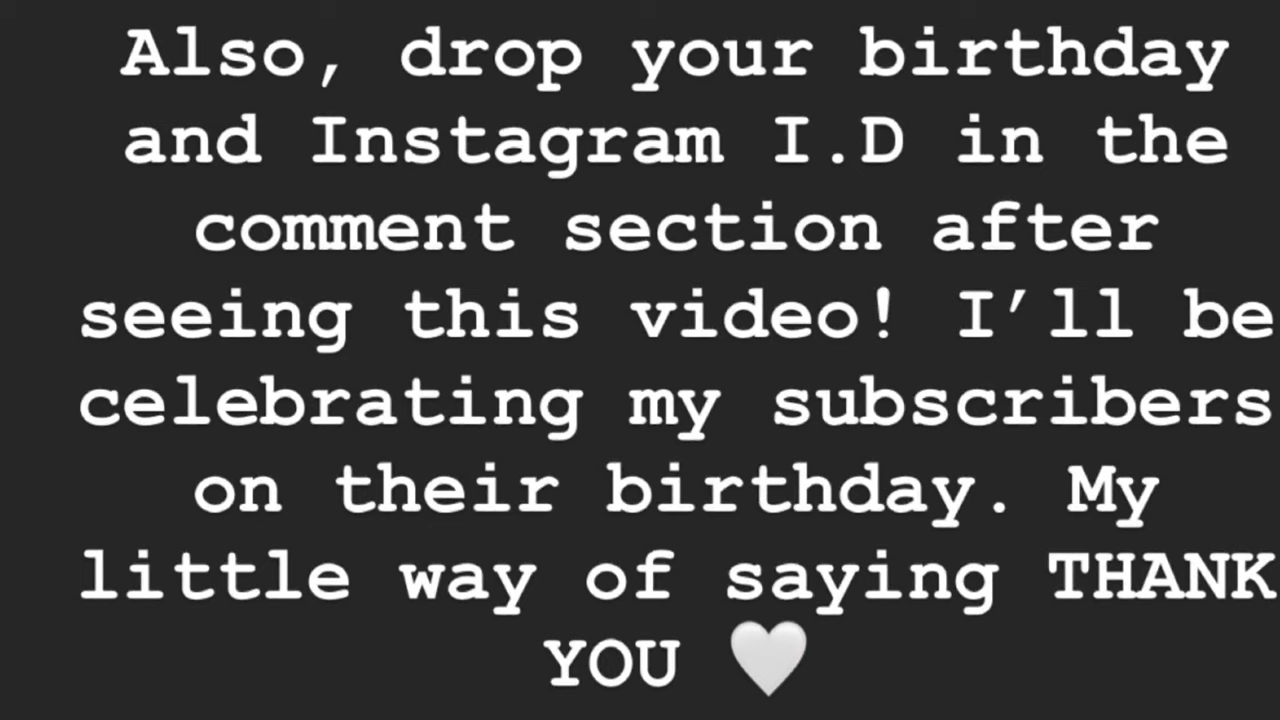 Also, drop your birthday
and Instagram I.D in the
comment section after
seeing this video! I’ll be
celebrating my subscribers
on their birthday. My
little way of saying THANK
YOU 🤍